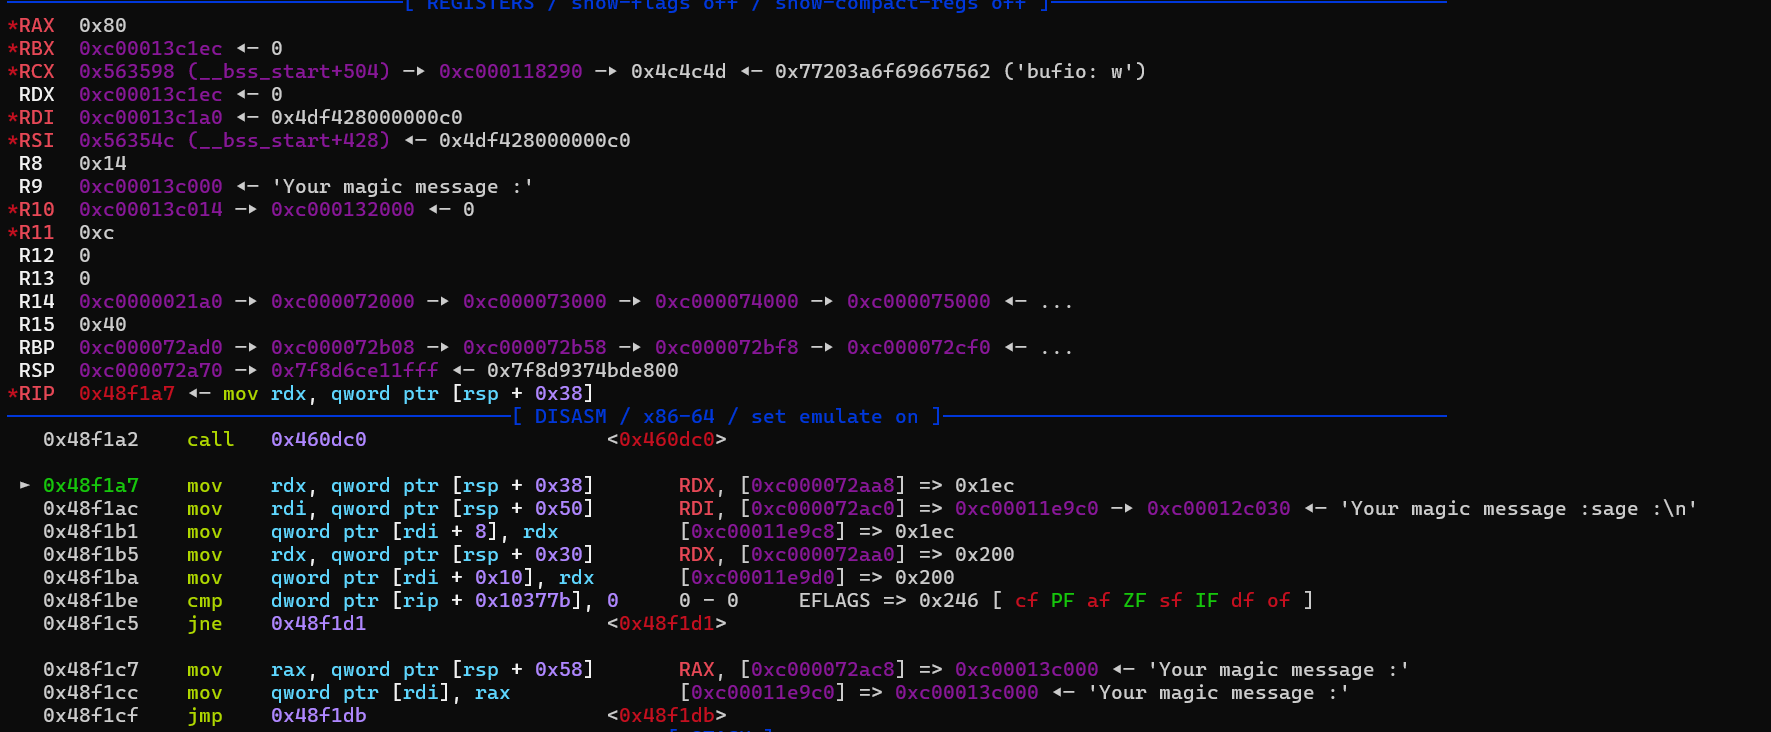 [ REGISTERS / show-flags off / show-compact-regs off ]
*RAX  0x80
*RBX  0xc00013c1ec ◂— 0
*RCX  0x563598 (__bss_start+504) —▸ 0xc000118290 —▸ 0x4c4c4d ◂— 0x77203a6f69667562 ('bufio: w')
 RDX  0xc00013c1ec ◂— 0
*RDI  0xc00013c1a0 ◂— 0x4df428000000c0
*RSI  0x56354c (__bss_start+428) ◂— 0x4df428000000c0
 R8   0x14
 R9   0xc00013c000 ◂— 'Your magic message :'
*R10  0xc00013c014 —▸ 0xc000132000 ◂— 0
*R11  0xc
 R12  0
 R13  0
 R14  0xc0000021a0 —▸ 0xc000072000 —▸ 0xc000073000 —▸ 0xc000074000 —▸ 0xc000075000 ◂— ...
 R15  0x40
 RBP  0xc000072ad0 —▸ 0xc000072b08 —▸ 0xc000072b58 —▸ 0xc000072bf8 —▸ 0xc000072cf0 ◂— ...
 RSP  0xc000072a70 —▸ 0x7f8d6ce11fff ◂— 0x7f8d9374bde800
*RIP  0x48f1a7 ◂— mov rdx, qword ptr [rsp + 0x38]
[ DISASM / x86-64 / set emulate on ]
   0x48f1a2    call   0x460dc0                    <0x460dc0>
 ► 0x48f1a7    mov    rdx, qword ptr [rsp + 0x38]       RDX, [0xc000072aa8] => 0x1ec
   0x48f1ac    mov    rdi, qword ptr [rsp + 0x50]       RDI, [0xc000072ac0] => 0xc00011e9c0 —▸ 0xc00012c030 ◂— 'Your magic message :sage :\n'
   0x48f1b1    mov    qword ptr [rdi + 8], rdx          [0xc00011e9c8] => 0x1ec
   0x48f1b5    mov    rdx, qword ptr [rsp + 0x30]       RDX, [0xc000072aa0] => 0x200
   0x48f1ba    mov    qword ptr [rdi + 0x10], rdx       [0xc00011e9d0] => 0x200
   0x48f1be    cmp    dword ptr [rip + 0x10377b], 0     0 - 0     EFLAGS => 0x246 [ cf PF af ZF sf IF df of ]
   0x48f1c5    jne    0x48f1d1                    <0x48f1d1>
   0x48f1c7    mov    rax, qword ptr [rsp + 0x58]       RAX, [0xc000072ac8] => 0xc00013c000 ◂— 'Your magic message :'
   0x48f1cc    mov    qword ptr [rdi], rax              [0xc00011e9c0] => 0xc00013c000 ◂— 'Your magic message :'
   0x48f1cf    jmp    0x48f1db                    <0x48f1db>